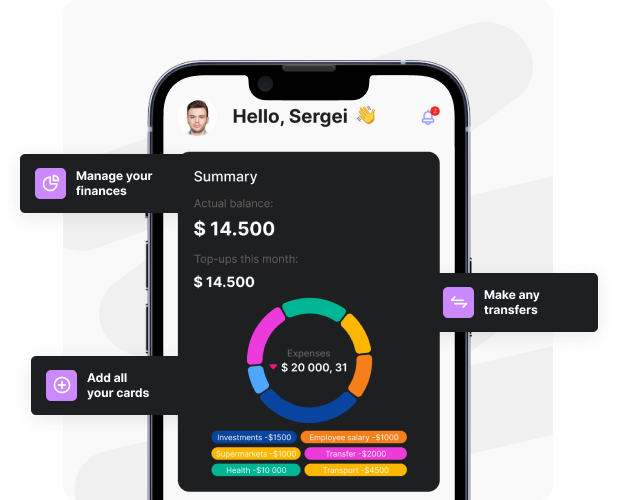 Hello, Sergei 👋
2
Manage your
finances
Summary
Actual balance:
$ 14.500
Top-ups this month:
$ 14.500
Make any
transfers
Expenses
$ 20 000, 31
Add all
your cards
Investments -$1500
Employee salary -$1000
Supermarkets -$1000
Transfer -$2000
Health -$10 000
Transport -$4500